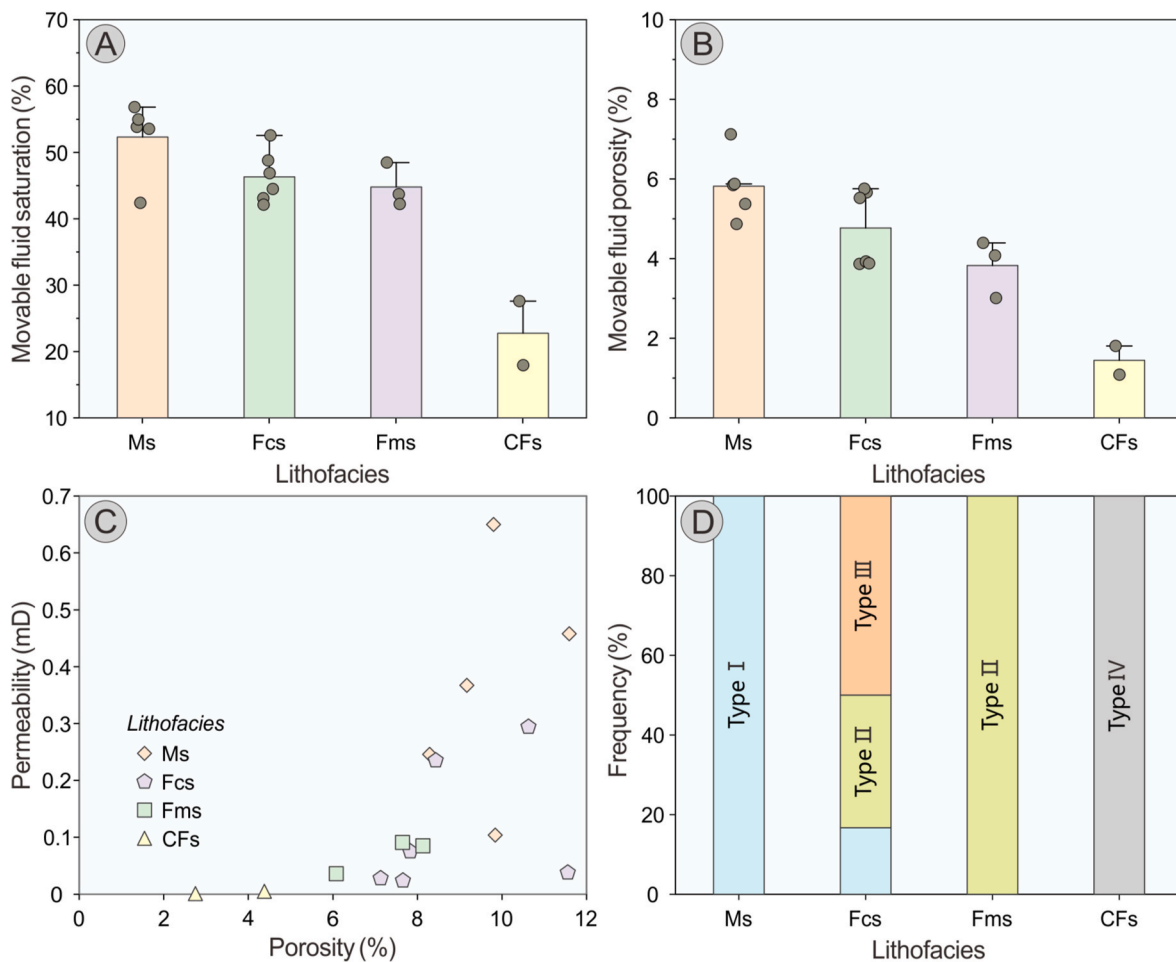 A
Movable fluid saturation (%)
70
60
50
40
30
20
10
Ms
Fcs
Fms
CFs
Lithofacies
B
Movable fluid porosity (%)
10
8
6
4
2
0
Ms
Fcs
Fms
CFs
Lithofacies
C
Permeability (mD)
0.7
0.6
0.5
0.4
0.3
0.2
0.1
0
Lithofacies
Ms
Fcs
Fms
CFs
0
2
4
6
8
10
12
Porosity (%)
D
Frequency (%)
100
80
60
40
20
0
Type Ⅰ
Type Ⅲ
Type Ⅱ
Type Ⅱ
Type Ⅳ
Ms
Fcs
Fms
CFs
Lithofacies